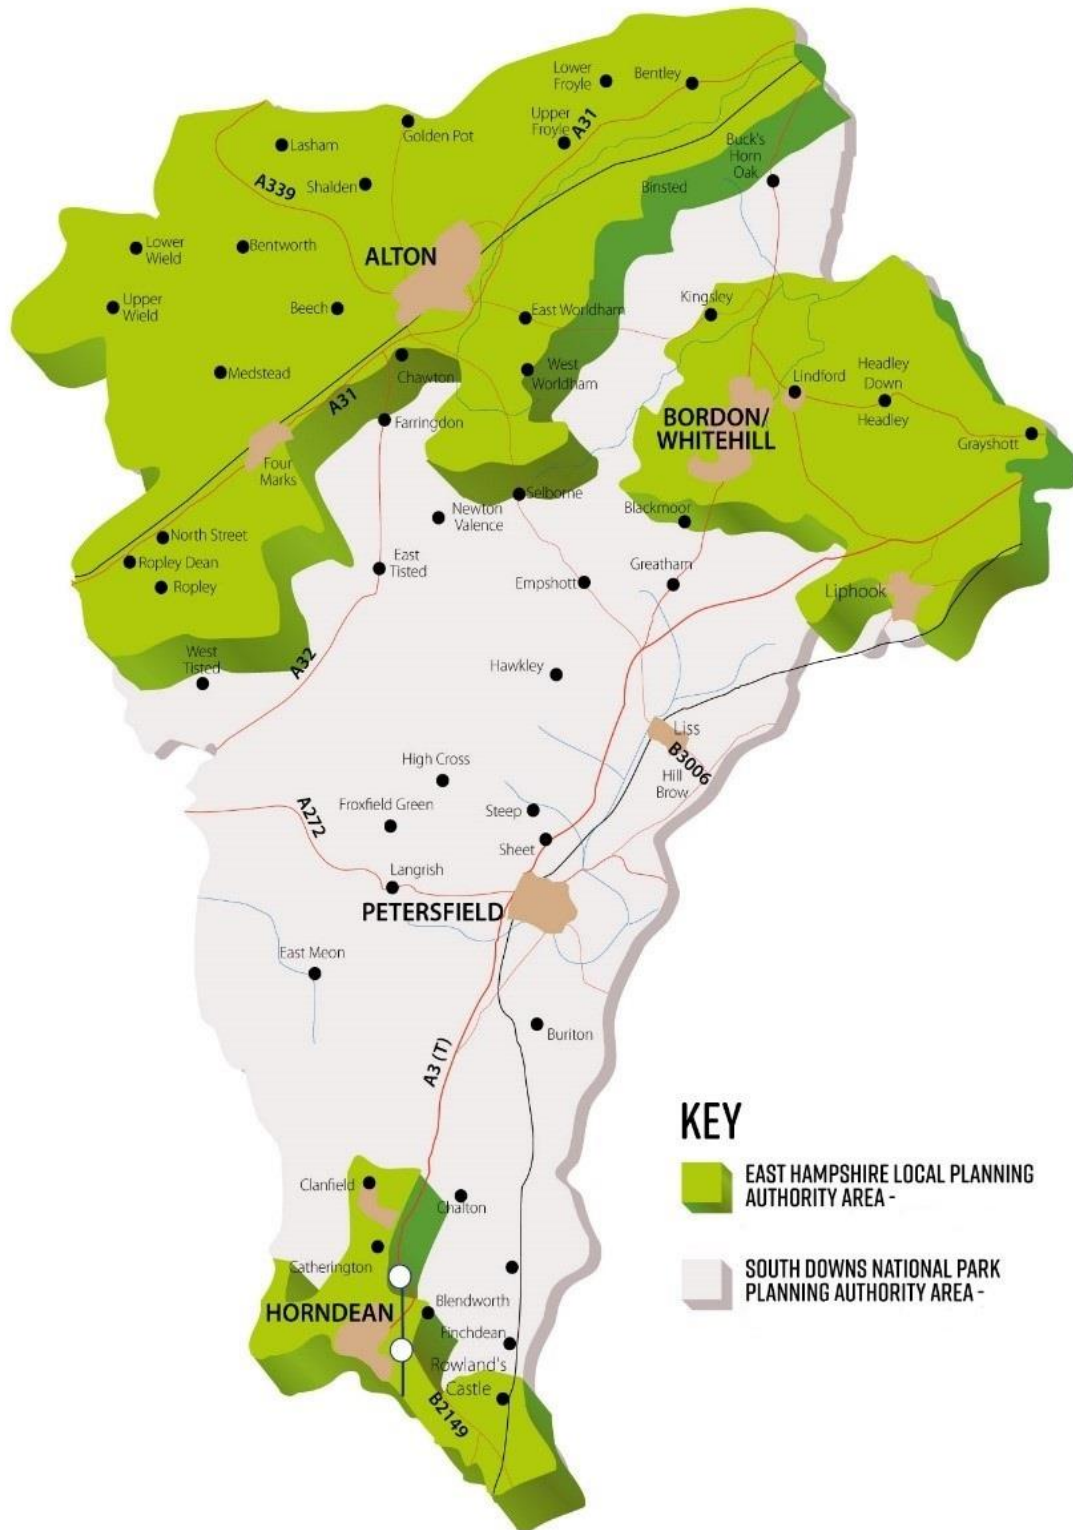 Lower
Froyle
Bentley
Golden Pot
Upper
Froyle
A31
Lasham
Buck's
Horn
Oak
A339
Shalden
Binsted
Lower
Wield
Bentworth
ALTON
Upper
Wield
Beech
East Worldham
Kingsley
Medstead
Chawton
West
Worldham
Lindford
Headley
Down
Headley
A31
Farringdon
BORDON/
WHITEHILL
Grayshott
Four
Marks
Selborne
Newton
Valence
Blackmoor
North Street
Ropley Dean
East
Tisted
Ropley
Empshott
Greatham
Liphook
West
Tisted
A32
Hawkley
Liss
B3006
High Cross
Hill
Brow
A272
Froxfield Green
Steep
Sheet
Langrish
PETERSFIELD
East Meon
Buriton
A3 (T)
KEY
EAST HAMPSHIRE LOCAL PLANNING
AUTHORITY AREA -
SOUTH DOWNS NATIONAL PARK
PLANNING AUTHORITY AREA -
Clanfield
Chalton
Catherington
HORNDEAN
Blendworth
Finchdean
Rowland's
Castle
B2149